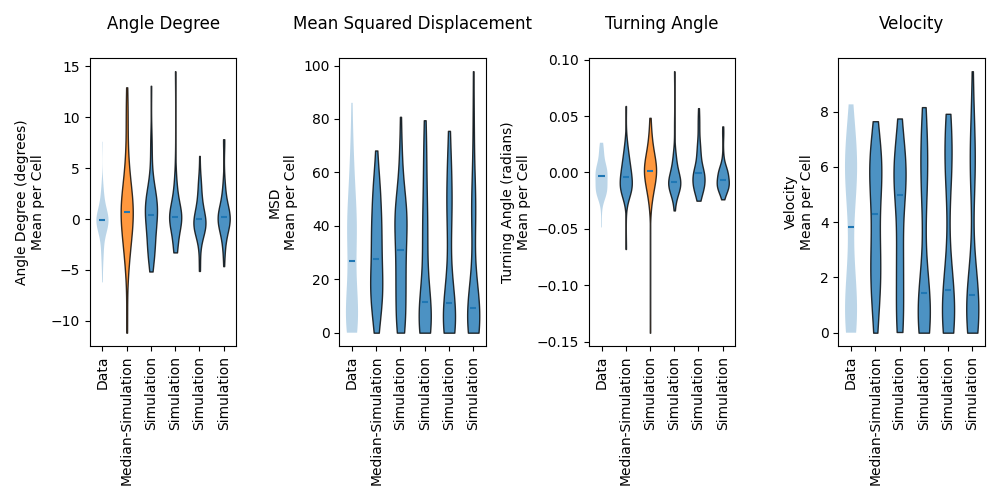 Angle Degree
Mean Squared Displacement
Turning Angle
Velocity
Angle Degree (degrees)
Mean per Cell
15
10
5
0
−5
−10
Data
Median-Simulation
Simulation
Simulation
Simulation
Simulation
MSD
Mean per Cell
100
80
60
40
20
0
Data
Median-Simulation
Simulation
Simulation
Simulation
Simulation
Turning Angle (radians)
Mean per Cell
0.10
0.05
0.00
−0.05
−0.10
−0.15
Data
Median-Simulation
Simulation
Simulation
Simulation
Simulation
Velocity
Mean per Cell
8
6
4
2
0
Data
Median-Simulation
Simulation
Simulation
Simulation
Simulation